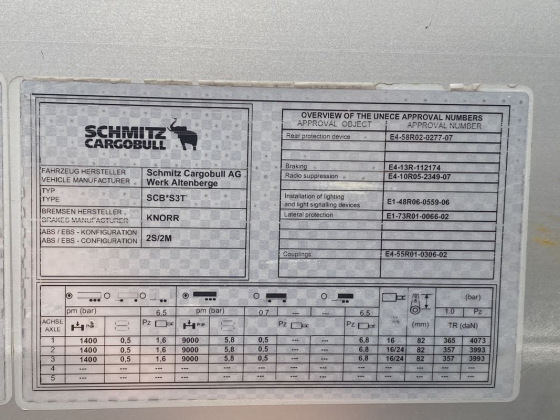 SCHMITZ
CARGOBULL
FAHRZEUG HERSTELLER
VEHICLE MANUFACTURER
Schmitz Cargobull AG
Werk Altenberge
TYP
TYPE
SCB*S3T
BREMSEN HERSTELLER
BRAKES MANUFACTURER
KNORR
ABS / EBS - KONFIGURATION
ABS / EBS - CONFIGURATION
2S/2M
OVERVIEW OF THE UNECE APPROVAL NUMBERS
APPROVAL OBJECT APPROVAL NUMBER
Rear protection device E4-58R02-0277-07
Braking E4-13R-112174
Radio suppression E4-10R05-2349-07
Installation of lighting
and light signalling devices E1-48R06-0559-06
Lateral protection E1-73R01-0066-02
Couplings E4-55R01-0306-02
(bar)
pm (bar) 6.5 pm (bar) 0.7 --- --- 6.5 1.0 Pz
ACHSE
AXLE Pz Pz (mm) TR (daN)
1 1400 0,5 1,6 9000 5,8 0,5 --- --- 6,8 16 82 365 4073
2 1400 0,5 1,6 9000 5,8 0,5 --- --- 6,8 16/24 82 357 3993
3 1400 0,5 1,6 9000 5,8 0,5 --- --- 6,8 16/24 82 357 3993
4 --- --- --- --- --- --- --- --- --- --- --- --- ---
5 --- --- --- --- --- --- --- --- --- --- --- --- ---